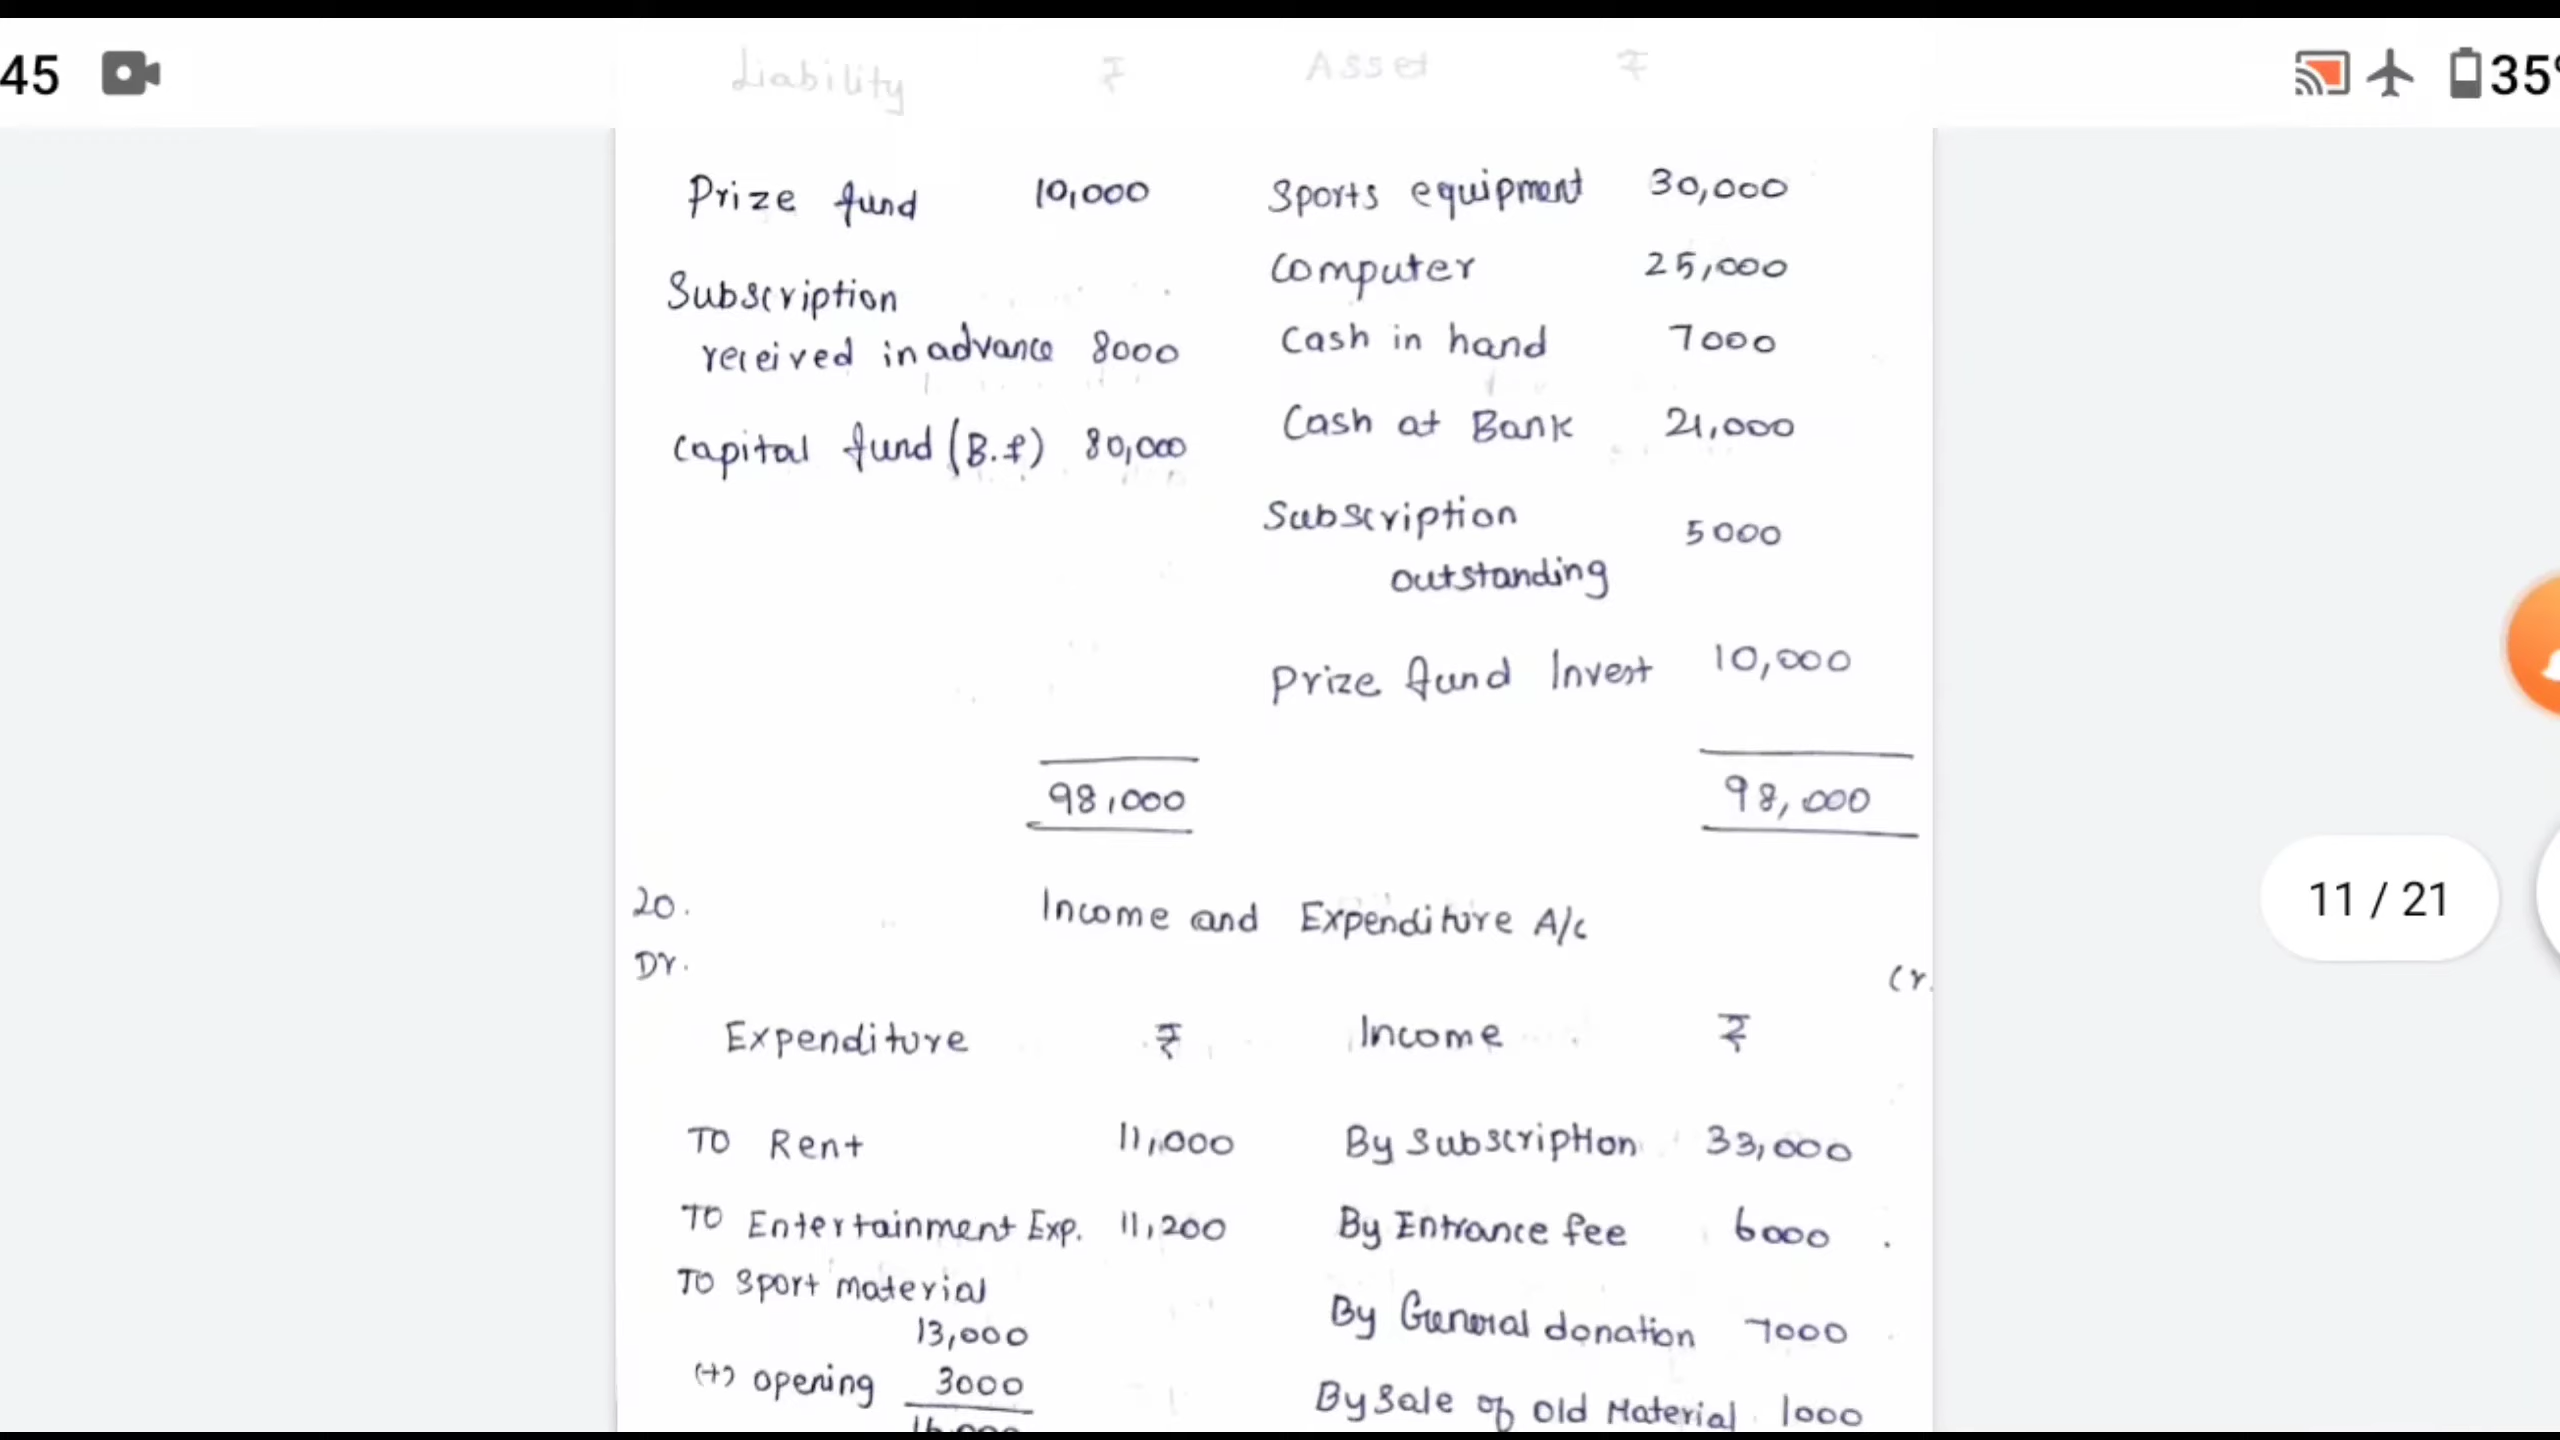 45
35
Liability ₹ Asset ₹
Prize fund 10,000 Sports equipment 30,000
Computer 25,000
Subscription
received in advance 8000 Cash in hand 7000
Capital fund (B.f) 80,000 Cash at Bank 21,000
Subscription 5000
outstanding
Prize fund Invest 10,000
98,000 98,000
11 / 21
20. Income and Expenditure A/c
Dr. Cr.
Expenditure ₹ Income ₹
To Rent 11,000 By Subscription 33,000
To Entertainment Exp. 11,200 By Entrance fee 6000
To Sport material
13,000 By General donation 7000
(+) opening 3000
By Sale of Old Material 1000